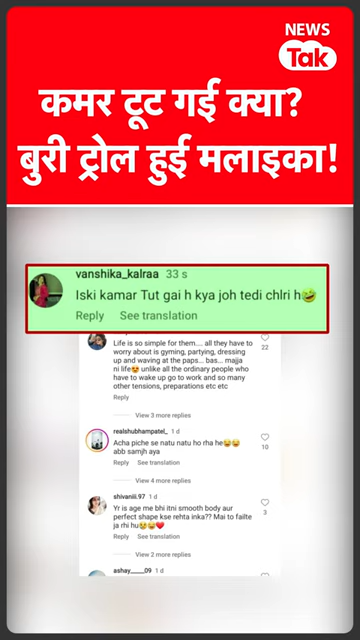 NEWS
Tak
कमर टूट गई क्या?
बुरी ट्रोल हुई मलाइका!
vanshika_kalraa 33 s
Iski kamar Tut gai h kya joh tedi chlri h🤣
Reply See translation
Life is so simple for them.... all they have to
worry about is gyming, partying, dressing
up and waving at the paps... bas... majja
ni life😍 unlike all the ordinary people who
have to wake up go to work and so many
other tensions, preparations etc etc
22
Reply
View 3 more replies
realshubhampatel_ 1 d
Acha piche se natu natu ho rha he😂😂
abb samjh aya
10
Reply See translation
View 4 more replies
shivaniii.97 1 d
Yr is age me bhi itni smooth body aur
perfect shape kse rehta inka?? Mai to failte
ja rhi hu😢😂❤️
3
Reply See translation
View 2 more replies
ashay____09 1 d